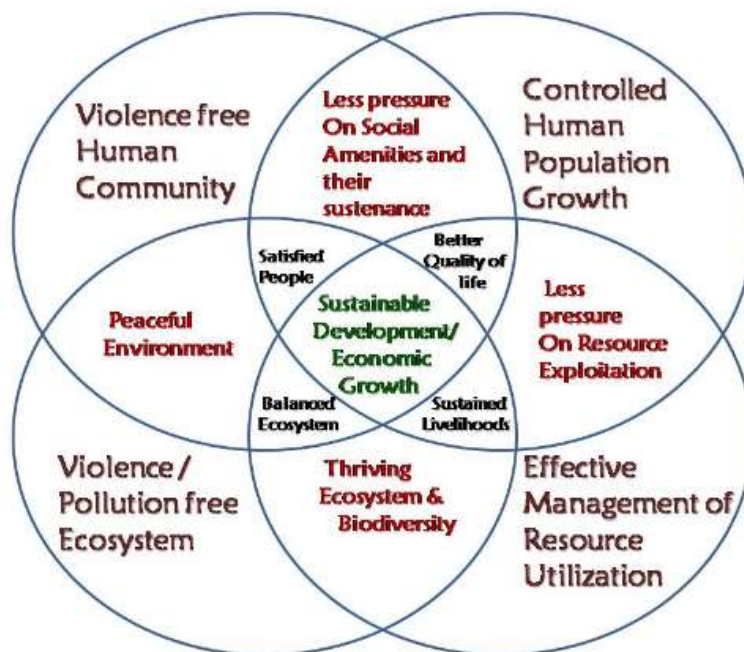 Violence free
Human
Community
Less pressure
On Social
Amenities and
their
sustenance
Controlled
Human
Population
Growth
Satisfied
People
Better
Quality of
life
Peaceful
Environment
Sustainable
Development/
Economic
Growth
Less
pressure
On Resource
Exploitation
Balanced
Ecosystem
Sustained
Livelihoods
Violence /
Pollution free
Ecosystem
Thriving
Ecosystem &
Biodiversity
Effective
Management of
Resource
Utilization